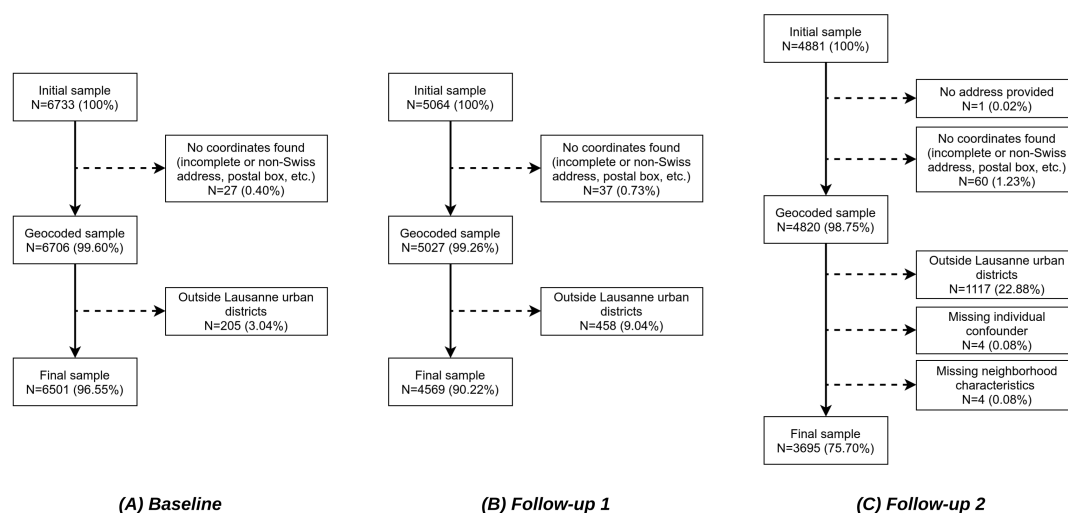 Initial sample
N=6733 (100%)
No coordinates found
(incomplete or non-Swiss
address, postal box, etc.)
N=27 (0.40%)
Geocoded sample
N=6706 (99.60%)
Outside Lausanne urban
districts
N=205 (3.04%)
Final sample
N=6501 (96.55%)
(A) Baseline
Initial sample
N=5064 (100%)
No coordinates found
(incomplete or non-Swiss
address, postal box, etc.)
N=37 (0.73%)
Geocoded sample
N=5027 (99.26%)
Outside Lausanne urban
districts
N=458 (9.04%)
Final sample
N=4569 (90.22%)
(B) Follow-up 1
Initial sample
N=4881 (100%)
No address provided
N=1 (0.02%)
No coordinates found
(incomplete or non-Swiss
address, postal box, etc.)
N=60 (1.23%)
Geocoded sample
N=4820 (98.75%)
Outside Lausanne urban
districts
N=1117 (22.88%)
Missing individual
confounder
N=4 (0.08%)
Missing neighborhood
characteristics
N=4 (0.08%)
Final sample
N=3695 (75.70%)
(C) Follow-up 2